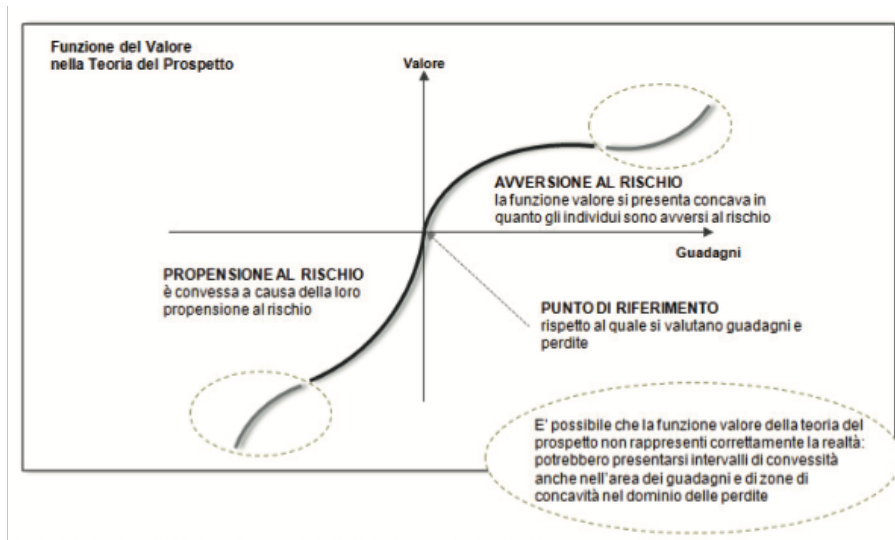 Funzione del Valore
nella Teoria del Prospetto
Valore
AVVERSIONE AL RISCHIO
la funzione valore si presenta concava in
quanto gli individui sono avversi al rischio
Guadagni
PROPENSIONE AL RISCHIO
è convessa a causa della loro
propensione al rischio
PUNTO DI RIFERIMENTO
rispetto al quale si valutano guadagni e
perdite
E' possibile che la funzione valore della teoria del
prospetto non rappresenti correttamente la realtà:
potrebbero presentarsi intervalli di convessità
anche nell'area dei guadagni e di zone di
concavità nel dominio delle perdite